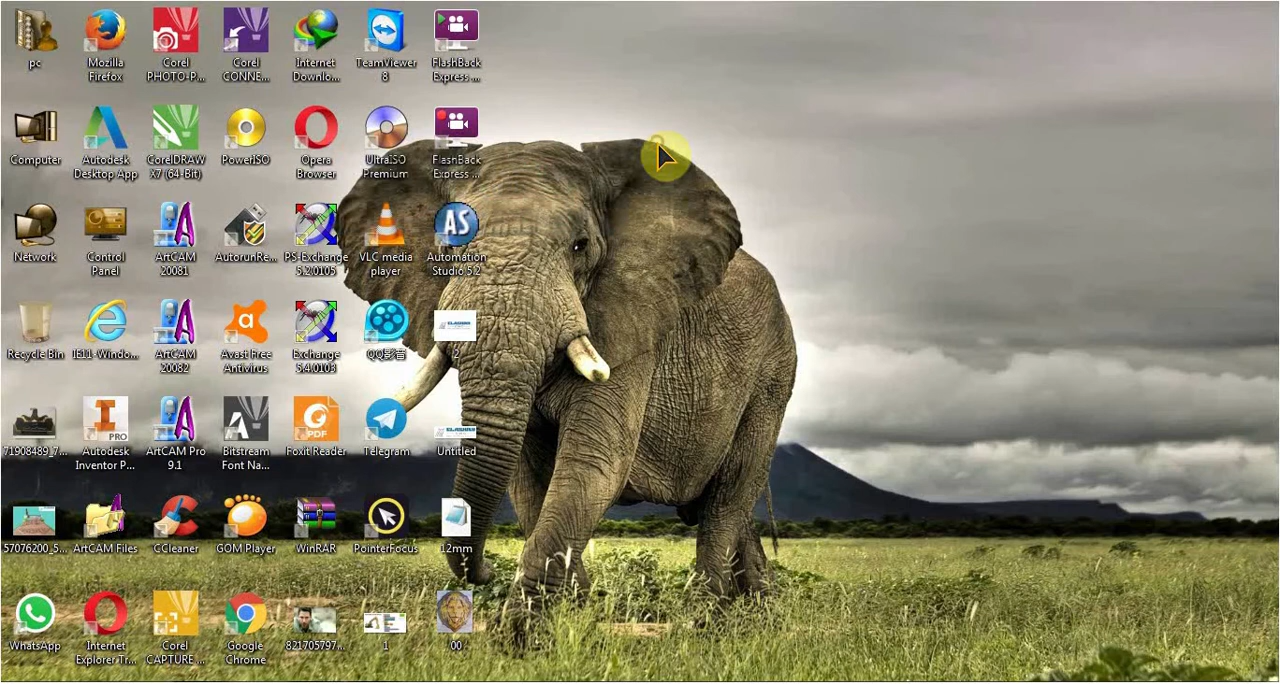 pc
Mozilla
Firefox
Corel
PHOTO-P...
Corel
CONNE...
Internet
Downlo...
TeamViewer
8
FlashBack
Express ...
Computer
Autodesk
Desktop App
CorelDRAW
X7 (64-Bit)
PowerISO
Opera
Browser
UltraISO
Premium
FlashBack
Express ...
AS
Network
Control
Panel
ArtCAM
20081
AutorunRe...
PS-Exchange
5.2.0105
VLC media
player
Automation
Studio 5.2
Recycle Bin
IE11-Windo...
ArtCAM
20082
Avast Free
Antivirus
Exchange
5.4.0103
QQ影音
2
PRO
PDF
71908489_7...
Autodesk
Inventor P...
ArtCAM Pro
9.1
Bitstream
Font Na...
Foxit Reader
Telegram
Untitled
57076200_5...
ArtCAM Files
CCleaner
GOM Player
WinRAR
PointerFocus
12mm
WhatsApp
Internet
Explorer Tr...
Corel
CAPTURE ...
Google
Chrome
821705797...
1
00